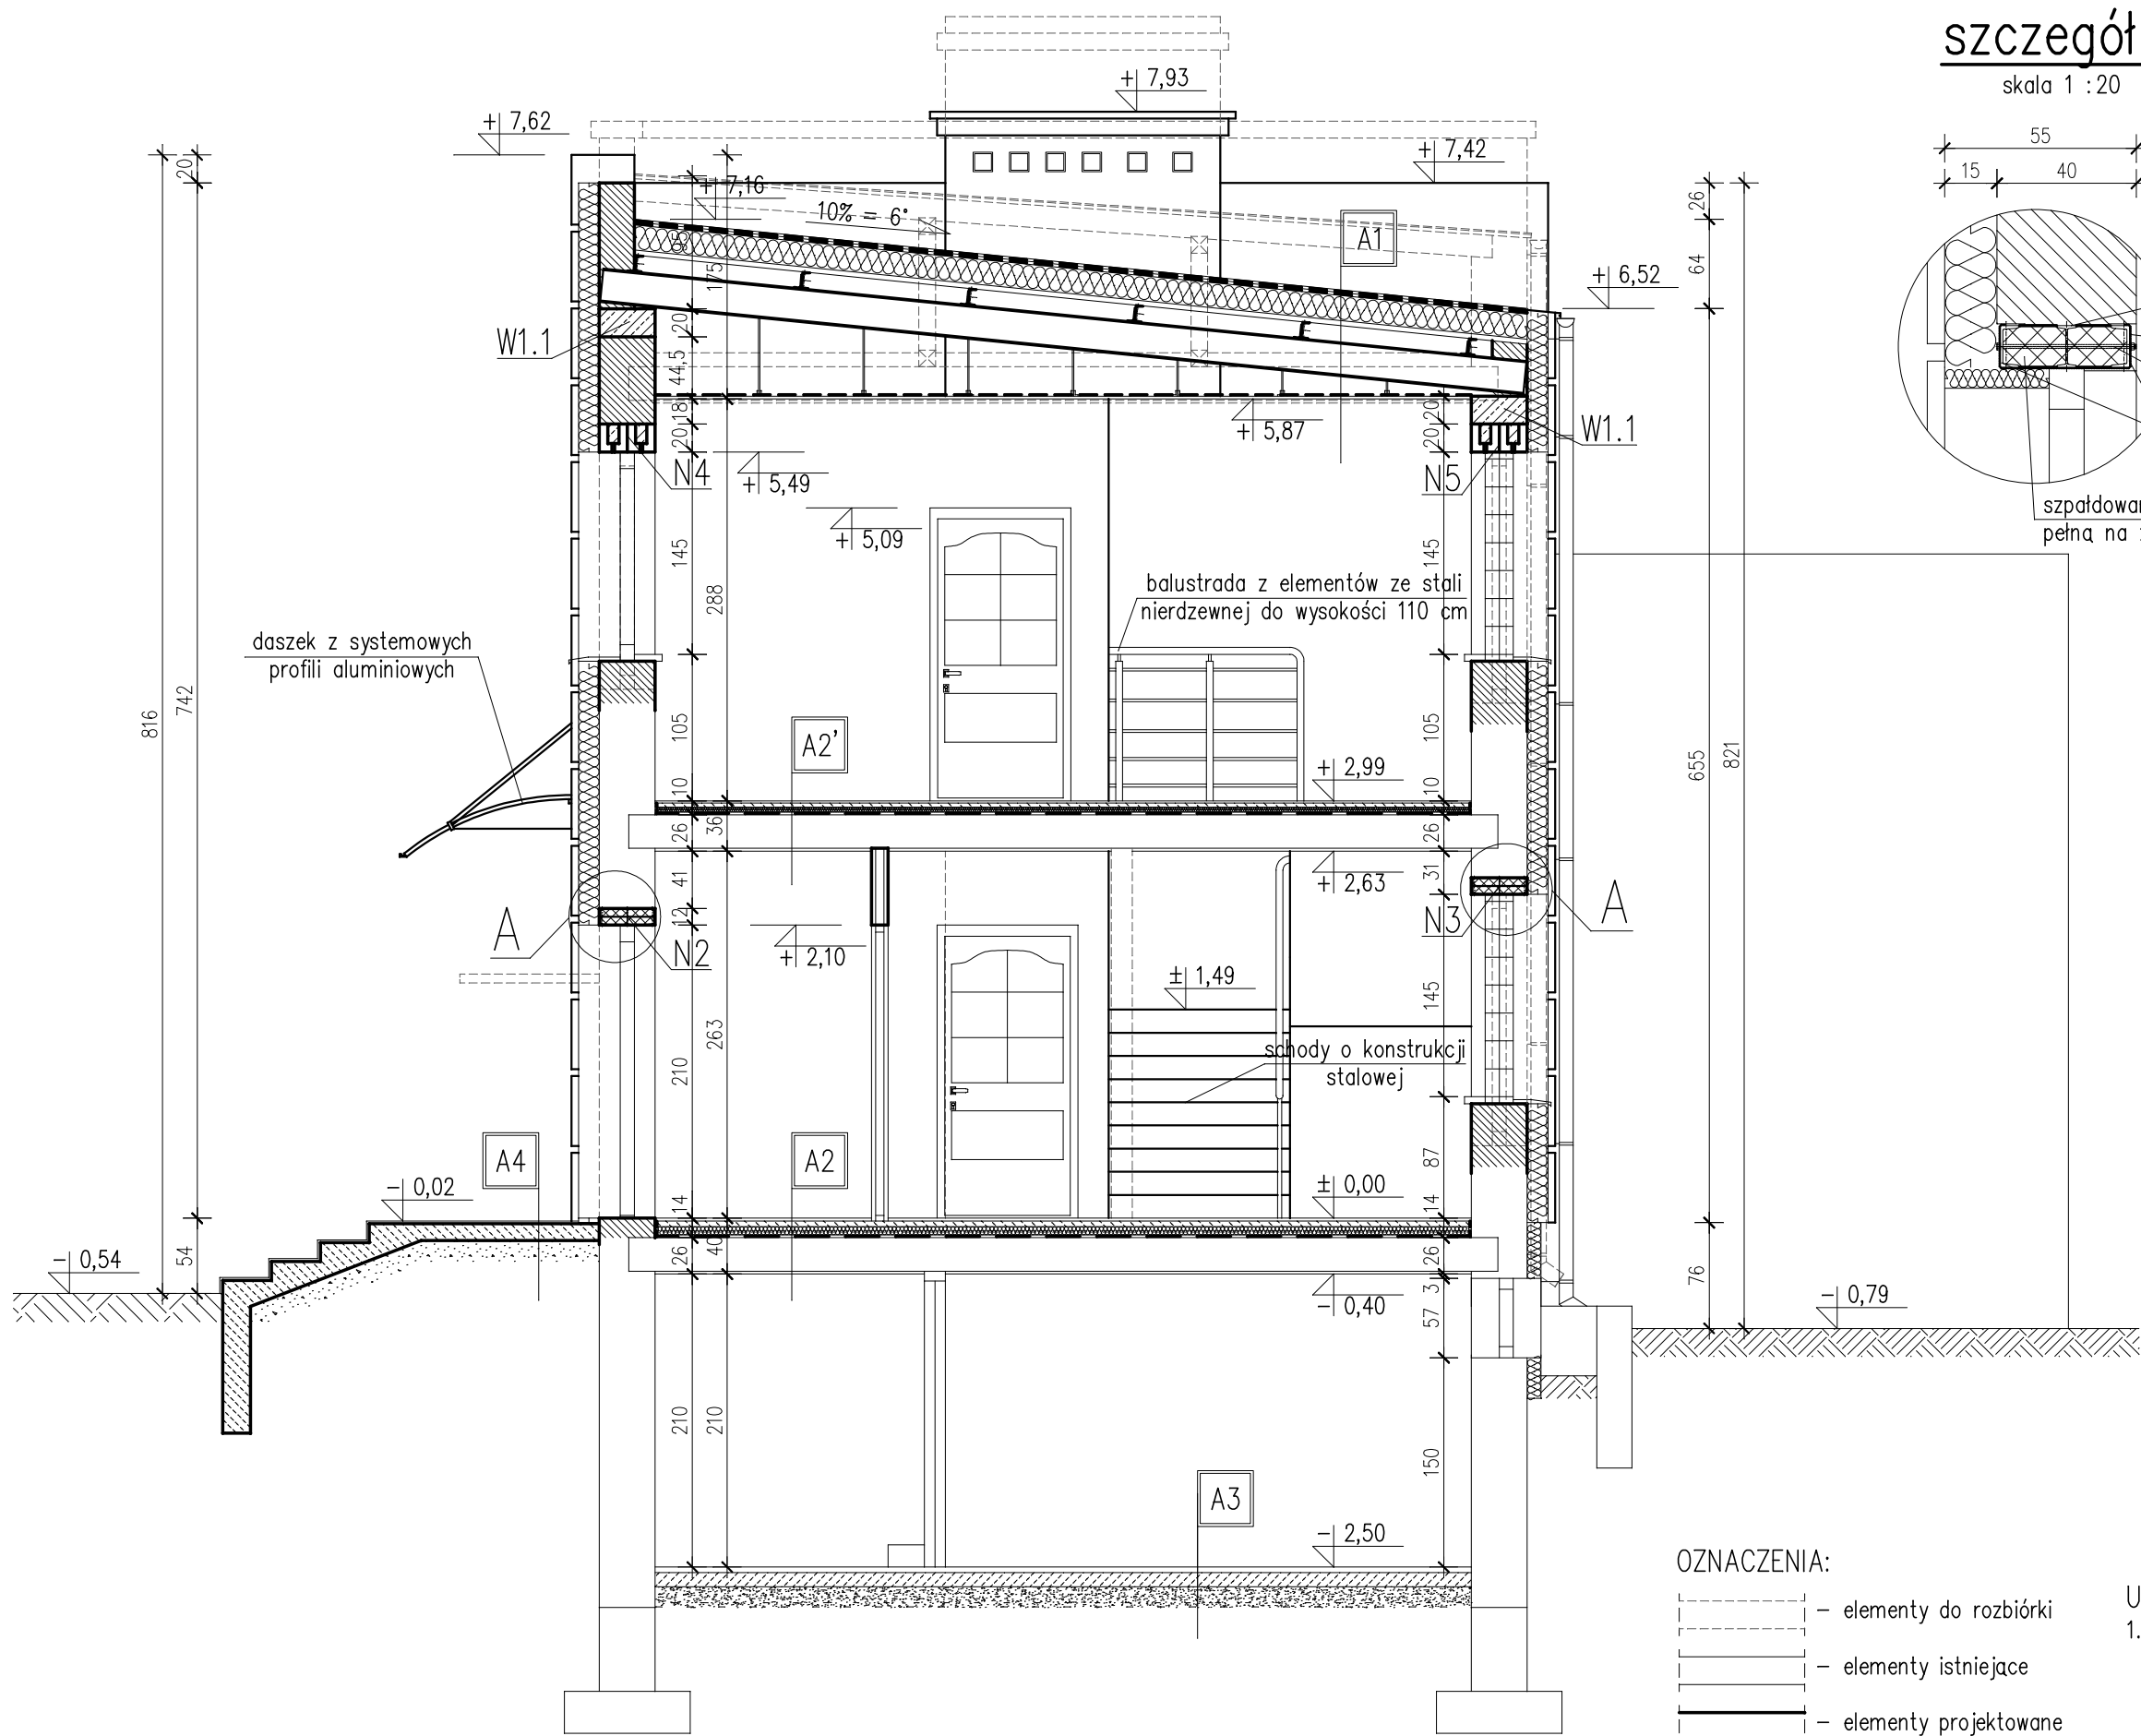 szczegół
skala 1 : 20
+ 7,93
+ 7,62
+ 7,42
+ 7,16
10% = 6°
A1
+ 6,52
55
15
40
20
26
64
175
20
44,5
18
20
W1.1
W1.1
20
20
+ 5,87
N4
N5
+ 5,49
+ 5,09
145
288
145
balustrada z elementów ze stali
nierdzewnej do wysokości 110 cm
daszek z systemowych
profili aluminiowych
816
742
655
821
105
105
A2'
+ 2,99
10
10
26
36
26
41
31
+ 2,63
12
A
A
N2
N3
+ 2,10
± 1,49
145
210
263
schody o konstrukcji
stalowej
87
A4
A2
- 0,02
± 0,00
14
14
54
- 0,54
26
40
26
3
57
- 0,40
76
- 0,79
210
210
150
A3
- 2,50
OZNACZENIA:
- elementy do rozbiórki
- elementy istniejące
- elementy projektowane
szpałdowa
pełną na
U
1.